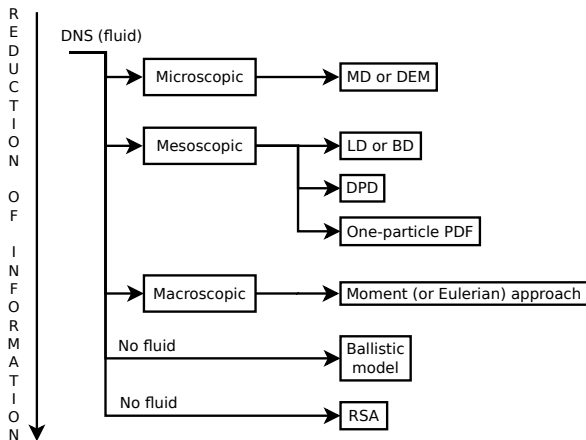 REDUCTION OF INFORMATION
DNS (fluid)
Microscopic
MD or DEM
Mesoscopic
LD or BD
DPD
One-particle PDF
Macroscopic
Moment (or Eulerian) approach
No fluid
Ballistic
model
No fluid
RSA